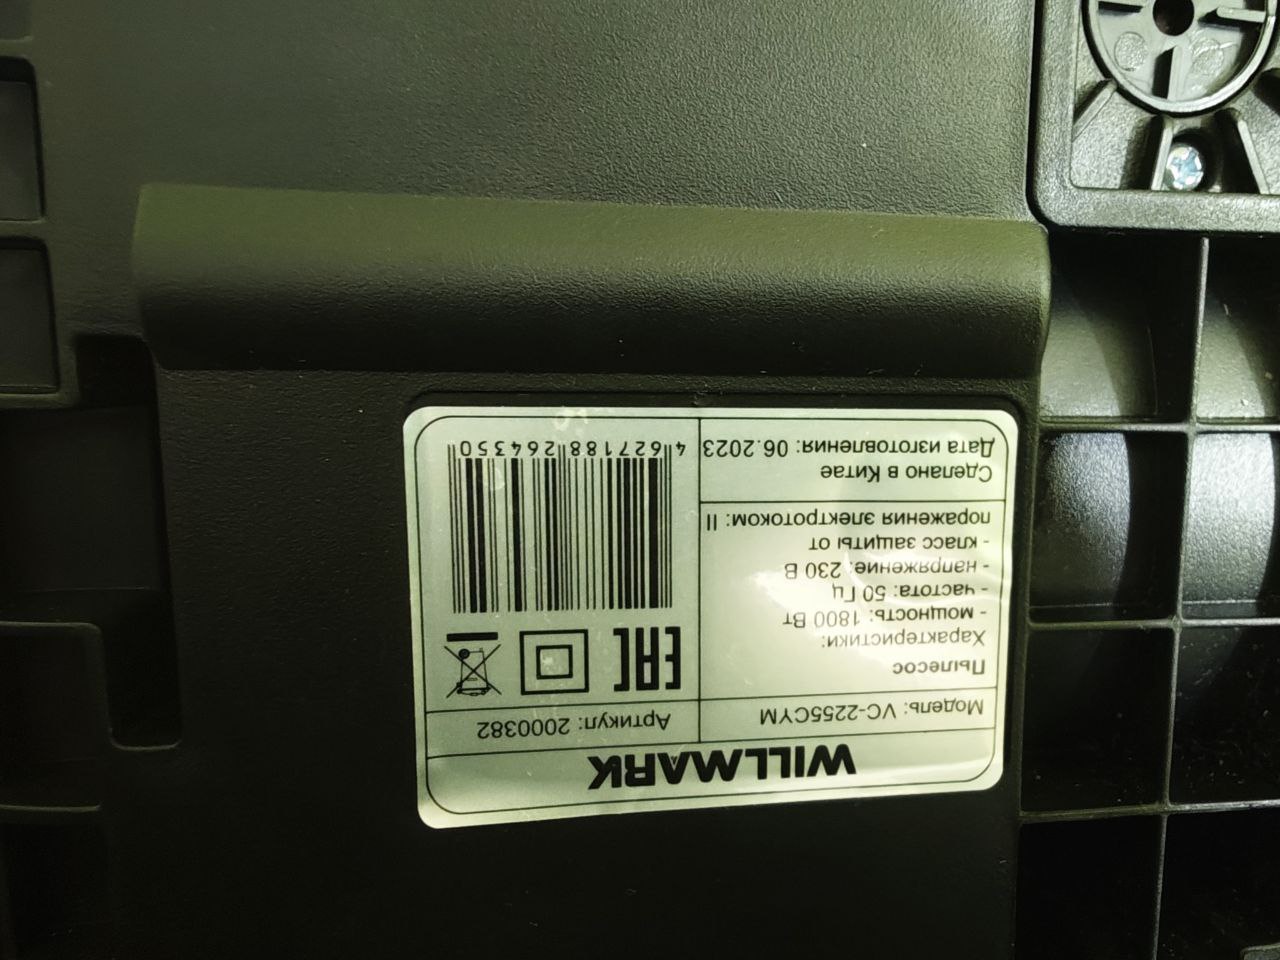 WILLMARK
Модель: VC-2255CYM
Артикул: 2000382
Пылесос
Характеристики:
- мощность: 1800 Вт
- частота: 50 Гц
- напряжение: 230 В
- класс защиты от
поражения электротоком: II
Сделано в Китае
Дата изготовления: 06.2023
EAC
4 627188 264350